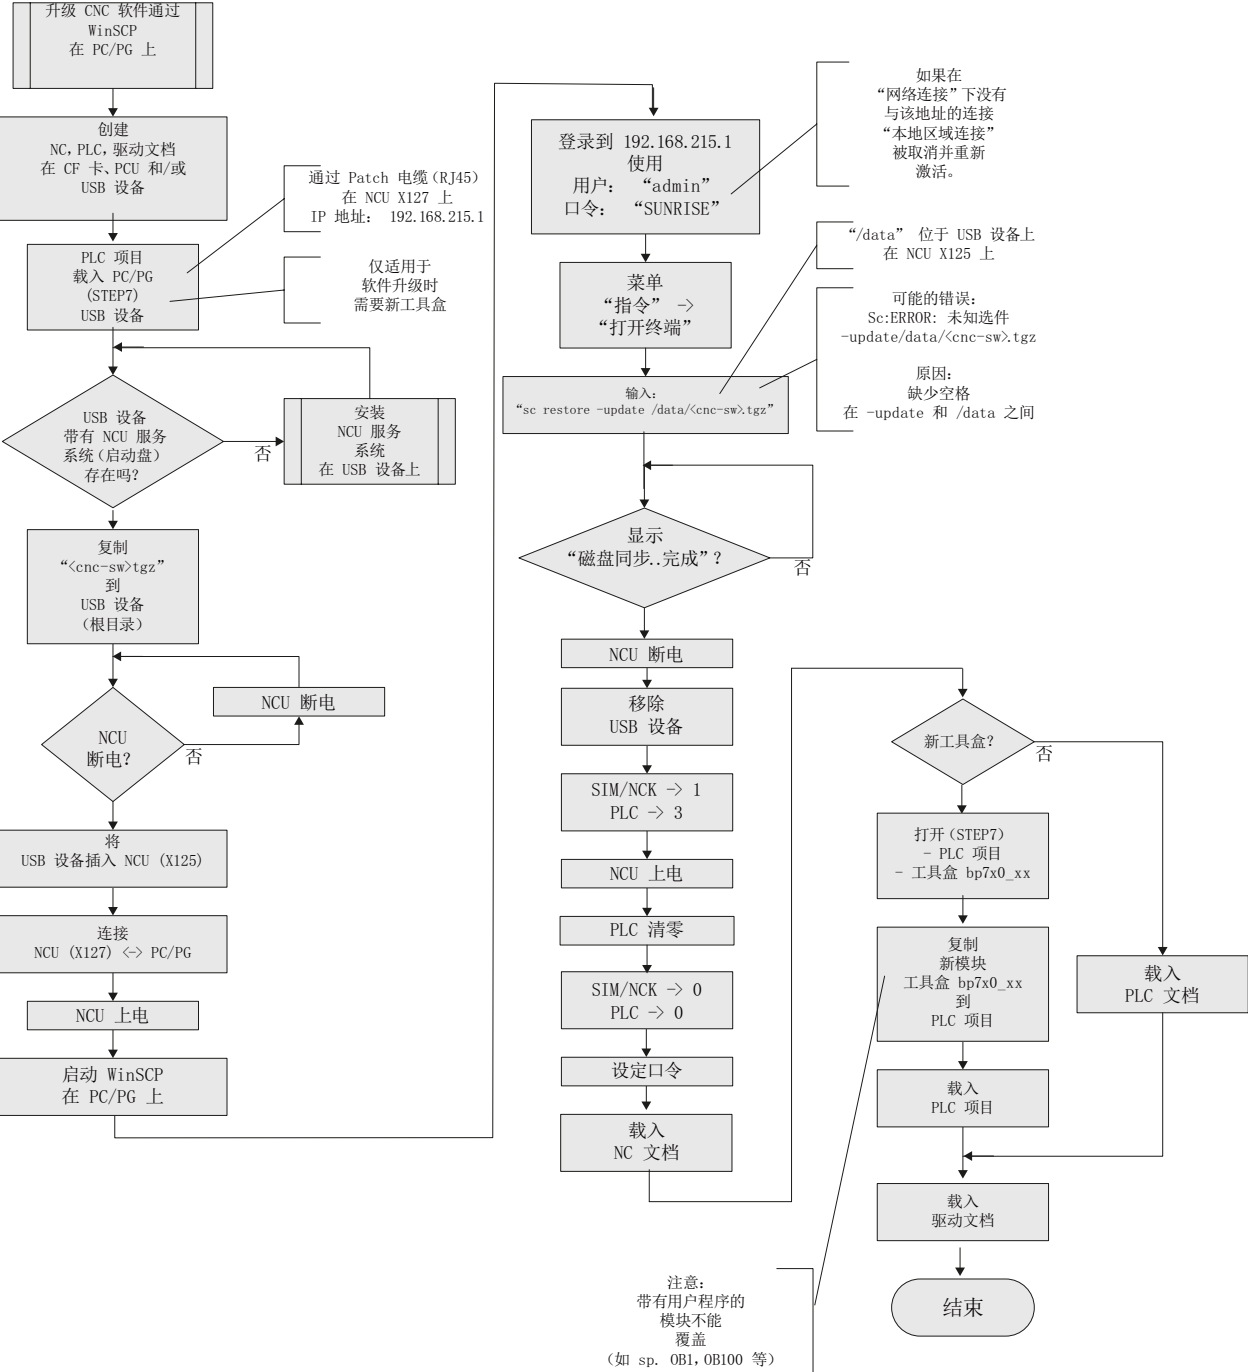 升级 CNC 软件通过
WinSCP
在 PC/PG 上
创建
NC, PLC, 驱动文档
在 CF 卡、PCU 和/或
USB 设备
通过 Patch 电缆(RJ45)
在 NCU X127 上
IP 地址： 192.168.215.1
PLC 项目
载入 PC/PG
(STEP7)
USB 设备
仅适用于
软件升级时
需要新工具盒
USB 设备
带有 NCU 服务
系统(启动盘)
存在吗？
否
安装
NCU 服务
系统
在 USB 设备上
复制
“<cnc-sw>tgz”
到
USB 设备
(根目录)
NCU 断电
NCU
断电？
否
将
USB 设备插入 NCU (X125)
连接
NCU (X127) <-> PC/PG
NCU 上电
启动 WinSCP
在 PC/PG 上
登录到 192.168.215.1
使用
用户： “admin”
口令： “SUNRISE”
如果在
“网络连接”下没有
与该地址的连接
“本地区域连接”
被取消并重新
激活。
菜单
“指令” ->
“打开终端”
“/data” 位于 USB 设备上
在 NCU X125 上
输入：
“sc restore -update /data/<cnc-sw>.tgz”
可能的错误：
Sc:ERROR: 未知选件
-update/data/<cnc-sw>.tgz
原因：
缺少空格
在 -update 和 /data 之间
显示
“磁盘同步..完成”？
否
NCU 断电
移除
USB 设备
SIM/NCK -> 1
PLC -> 3
NCU 上电
PLC 清零
SIM/NCK -> 0
PLC -> 0
设定口令
载入
NC 文档
新工具盒？
否
打开(STEP7)
- PLC 项目
- 工具盒 bp7x0_xx
复制
新模块
工具盒 bp7x0_xx
到
PLC 项目
载入
PLC 文档
载入
PLC 项目
载入
驱动文档
结束
注意：
带有用户程序的
模块不能
覆盖
(如 sp. OB1, OB100 等)